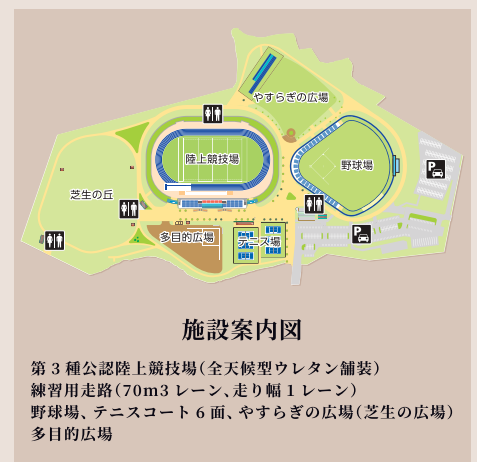 やすらぎの広場
陸上競技場
野球場
P
芝生の丘
多目的広場
テニス場
P
施設案内図
第3種公認陸上競技場(全天候型ウレタン舗装)
練習用走路(70m3レーン、走り幅1レーン)
野球場、テニスコート6面、やすらぎの広場(芝生の広場)
多目的広場